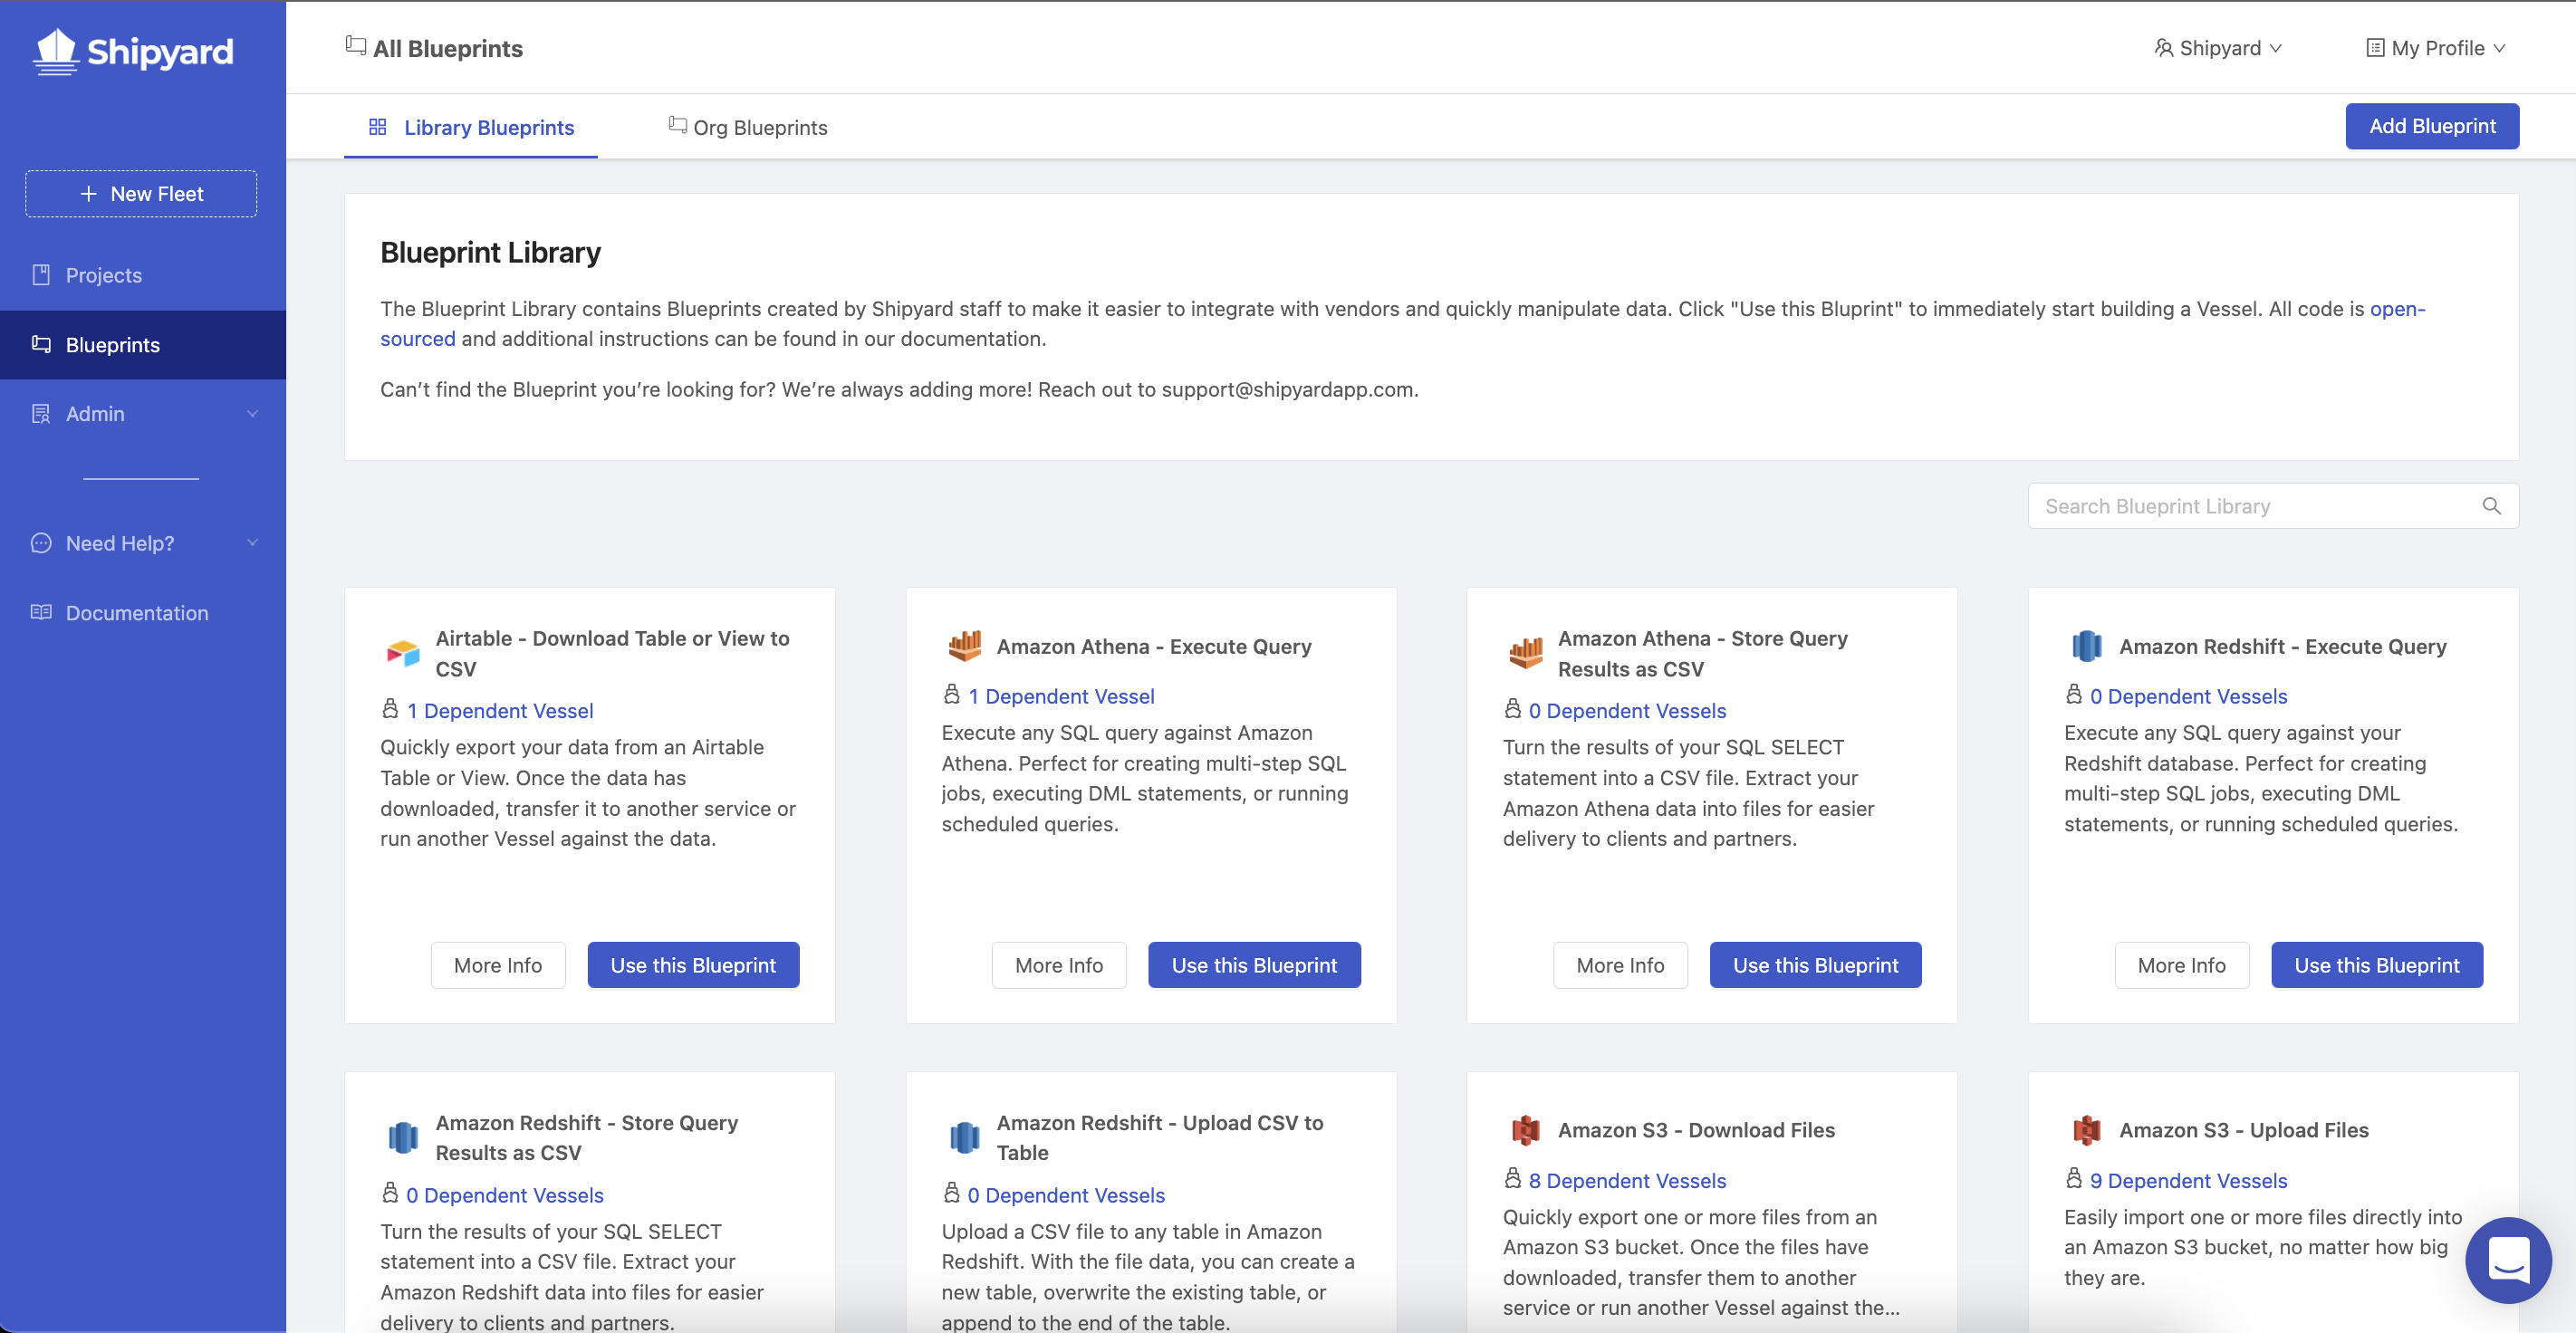 Shipyard
New Fleet
Projects
Blueprints
Admin
Need Help?
Documentation
All Blueprints
Shipyard
My Profile
Library Blueprints
Org Blueprints
Add Blueprint
Blueprint Library
The Blueprint Library contains Blueprints created by Shipyard staff to make it easier to integrate with vendors and quickly manipulate data. Click "Use this Bluprint" to immediately start building a Vessel. All code is open-
sourced and additional instructions can be found in our documentation.
Can’t find the Blueprint you’re looking for? We’re always adding more! Reach out to support@shipyardapp.com.
Search Blueprint Library
Airtable - Download Table or View to
CSV
1 Dependent Vessel
Quickly export your data from an Airtable
Table or View. Once the data has
downloaded, transfer it to another service or
run another Vessel against the data.
More Info
Use this Blueprint
Amazon Athena - Execute Query
1 Dependent Vessel
Execute any SQL query against Amazon
Athena. Perfect for creating multi-step SQL
jobs, executing DML statements, or running
scheduled queries.
More Info
Use this Blueprint
Amazon Athena - Store Query
Results as CSV
0 Dependent Vessels
Turn the results of your SQL SELECT
statement into a CSV file. Extract your
Amazon Athena data into files for easier
delivery to clients and partners.
More Info
Use this Blueprint
Amazon Redshift - Execute Query
0 Dependent Vessels
Execute any SQL query against your
Redshift database. Perfect for creating
multi-step SQL jobs, executing DML
statements, or running scheduled queries.
More Info
Use this Blueprint
Amazon Redshift - Store Query
Results as CSV
0 Dependent Vessels
Turn the results of your SQL SELECT
statement into a CSV file. Extract your
Amazon Redshift data into files for easier
delivery to clients and partners.
Amazon Redshift - Upload CSV to
Table
0 Dependent Vessels
Upload a CSV file to any table in Amazon
Redshift. With the file data, you can create a
new table, overwrite the existing table, or
append to the end of the table.
Amazon S3 - Download Files
8 Dependent Vessels
Quickly export one or more files from an
Amazon S3 bucket. Once the files have
downloaded, transfer them to another
service or run another Vessel against the...
Amazon S3 - Upload Files
9 Dependent Vessels
Easily import one or more files directly into
an Amazon S3 bucket, no matter how big
they are.